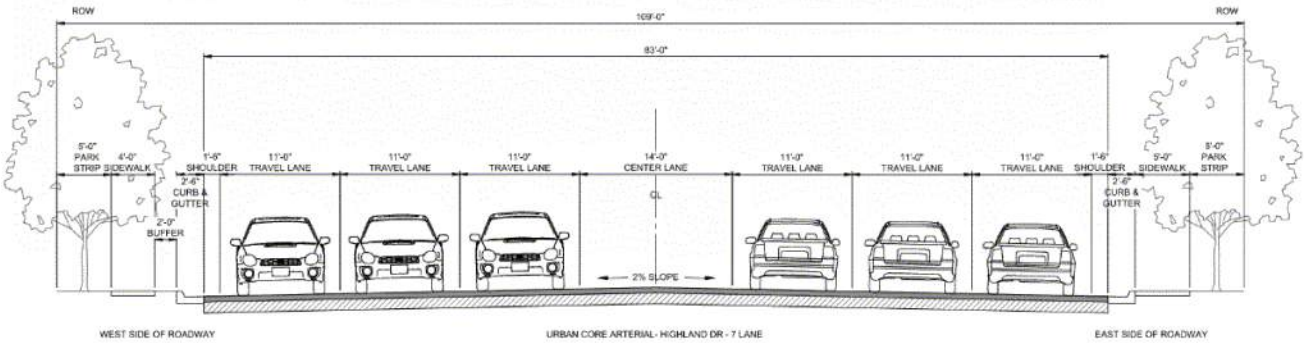 ROW
ROW
109'-0"
83'-0"
5'-0"
PARK
STRIP
4'-0"
SIDEWALK
2'-0"
BUFFER
2'-6"
CURB &
GUTTER
1'-6"
SHOULDER
11'-0"
TRAVEL LANE
11'-0"
TRAVEL LANE
11'-0"
TRAVEL LANE
14'-0"
CENTER LANE
CL
2% SLOPE
11'-0"
TRAVEL LANE
11'-0"
TRAVEL LANE
11'-0"
TRAVEL LANE
1'-6"
SHOULDER
2'-6"
CURB &
GUTTER
5'-0"
SIDEWALK
5'-0"
PARK
STRIP
WEST SIDE OF ROADWAY
URBAN CORE ARTERIAL- HIGHLAND DR - 7 LANE
EAST SIDE OF ROADWAY